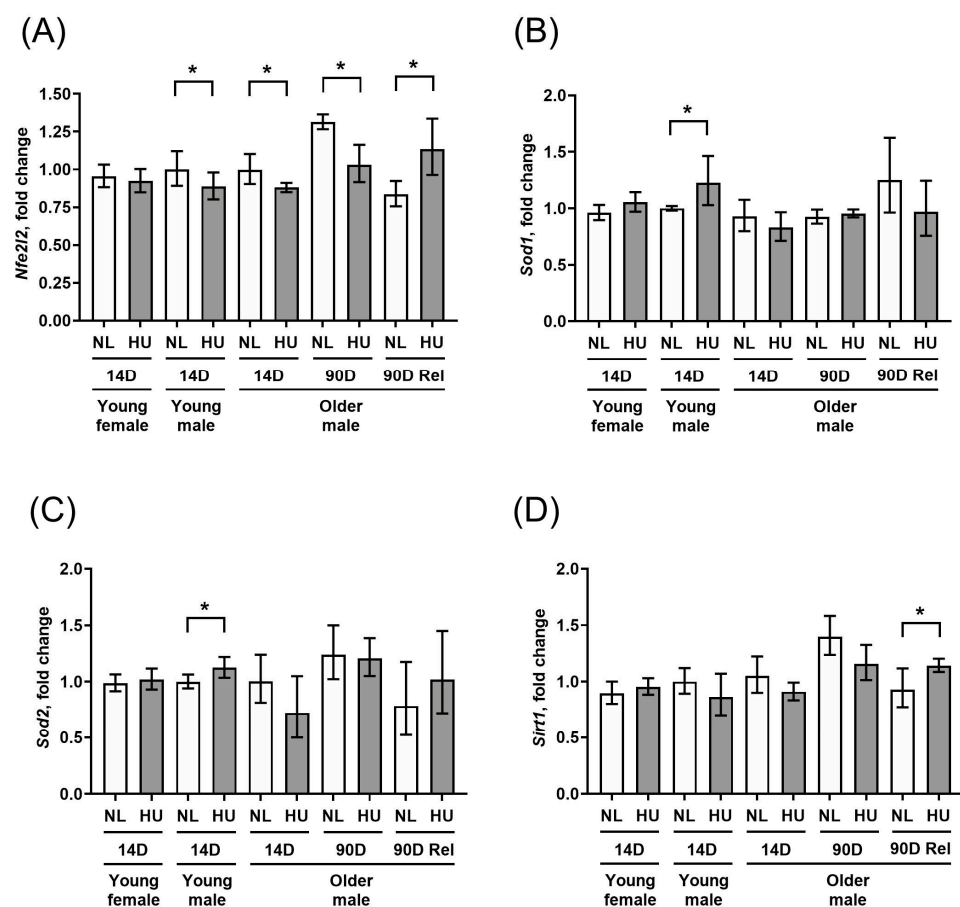 (A)
Nfe2l2, fold change
1.50
1.25
1.00
0.75
0.50
0.25
0.00
* * * *
NL HU NL HU NL HU NL HU NL HU
14D 14D 14D 90D 90D Rel
Young female Young male Older male
(B)
Sod1, fold change
2.0
1.5
1.0
0.5
0.0
*
NL HU NL HU NL HU NL HU NL HU
14D 14D 14D 90D 90D Rel
Young female Young male Older male
(C)
Sod2, fold change
2.0
1.5
1.0
0.5
0.0
*
NL HU NL HU NL HU NL HU NL HU
14D 14D 14D 90D 90D Rel
Young female Young male Older male
(D)
Sirt1, fold change
2.0
1.5
1.0
0.5
0.0
*
NL HU NL HU NL HU NL HU NL HU
14D 14D 14D 90D 90D Rel
Young female Young male Older male